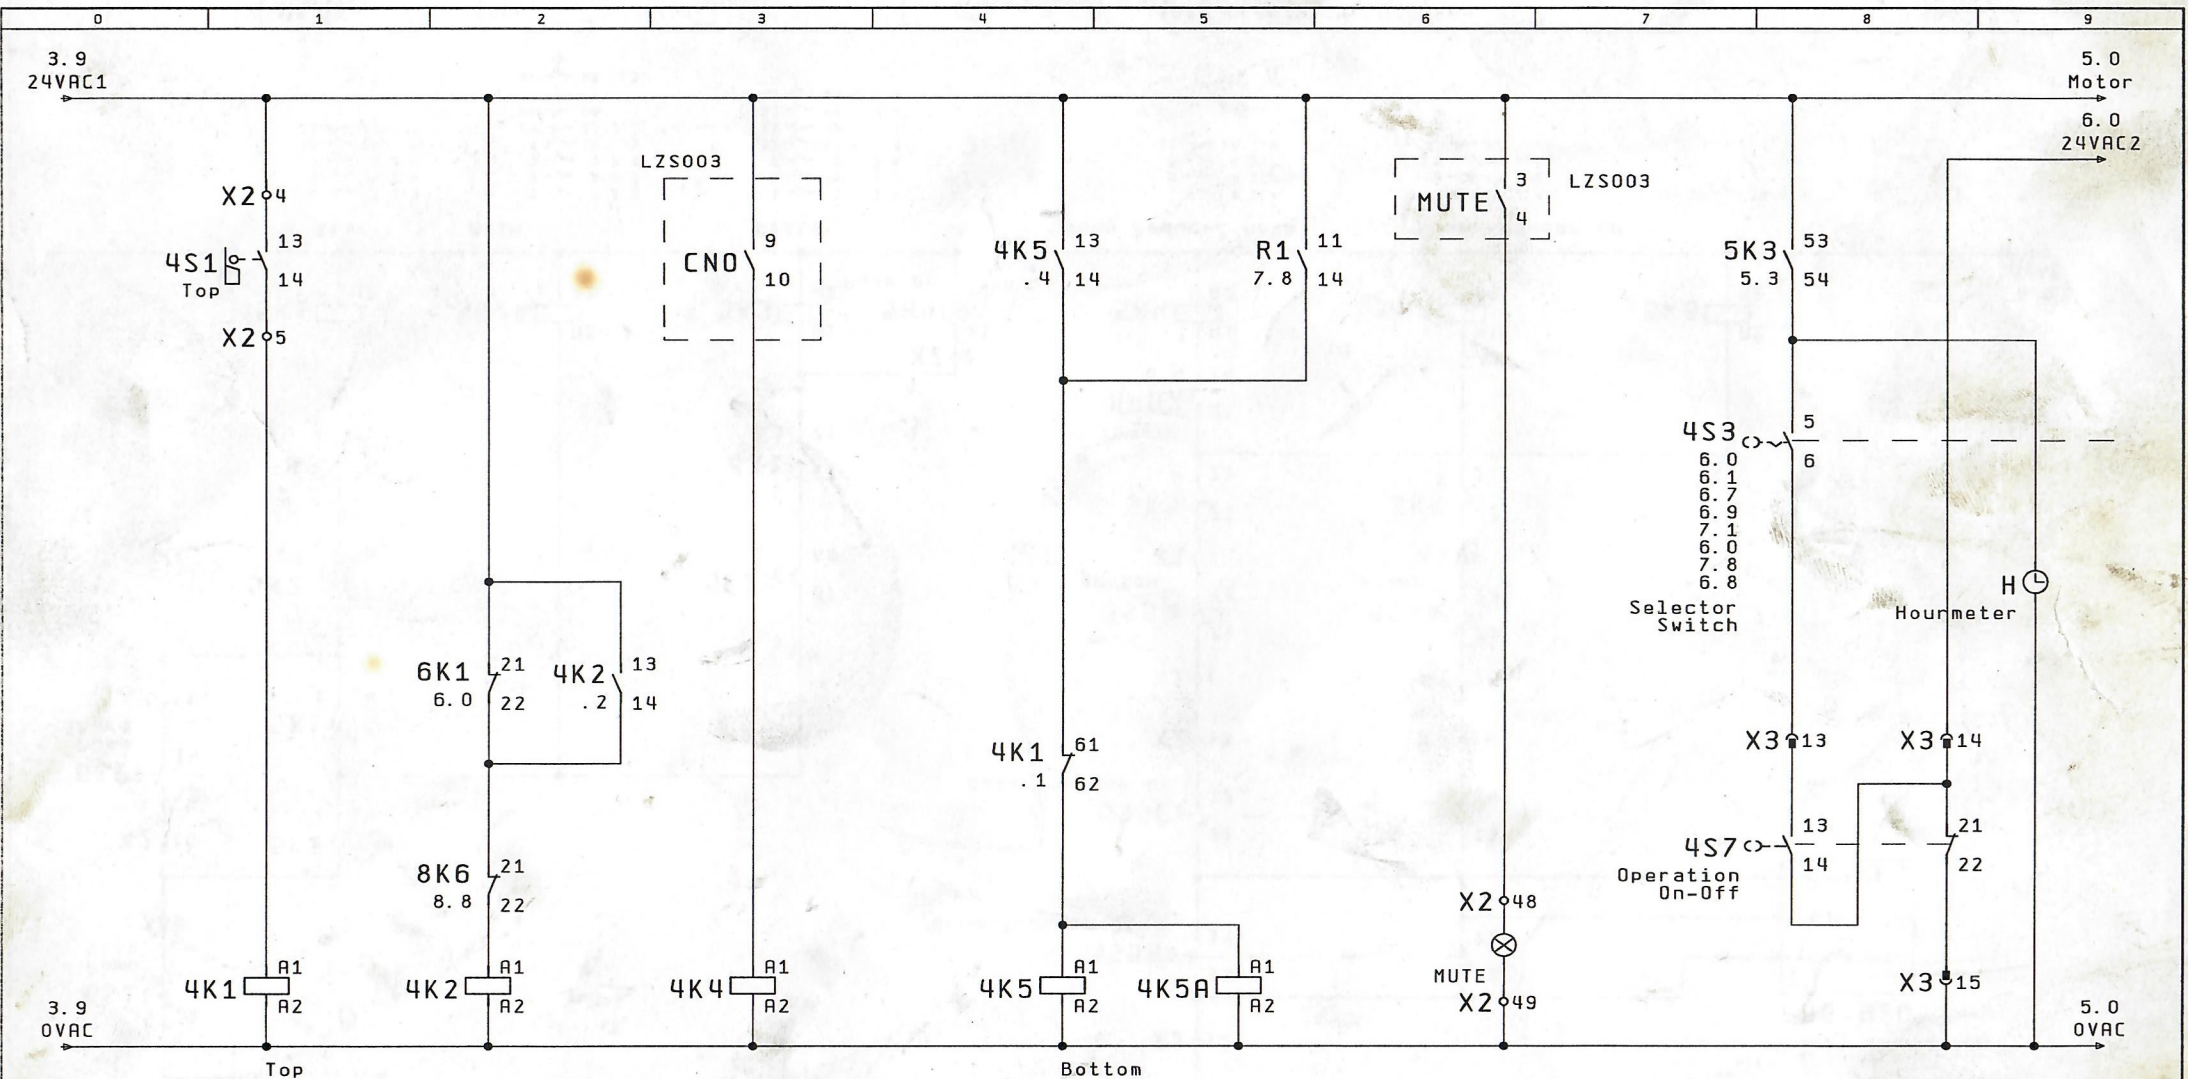 0 1 2 3 4 5 6 7 8 9
3.9
24VAC1
5.0
Motor
6.0
24VAC2
LZS003
X2 4
4S1
Top
13
14
X2 5
CNO
9
10
4K5
.4
13
14
R1
7.8
11
14
MUTE
3
4
LZS003
5K3
5.3
53
54
4S3
5
6
6.0
6.1
6.7
6.9
7.1
6.0
7.8
6.8
Selector
Switch
H
Hourmeter
6K1
6.0
21
22
4K2
.2
13
14
4K1
.1
61
62
X3 13
X3 14
8K6
8.8
21
22
4S7
Operation
On-Off
13
14
21
22
X2 48
MUTE
X2 49
X3 15
4K1
A1
A2
4K2
A1
A2
4K4
A1
A2
4K5
A1
A2
4K5A
A1
A2
3.9
0VAC
5.0
0VAC
Top
Bottom